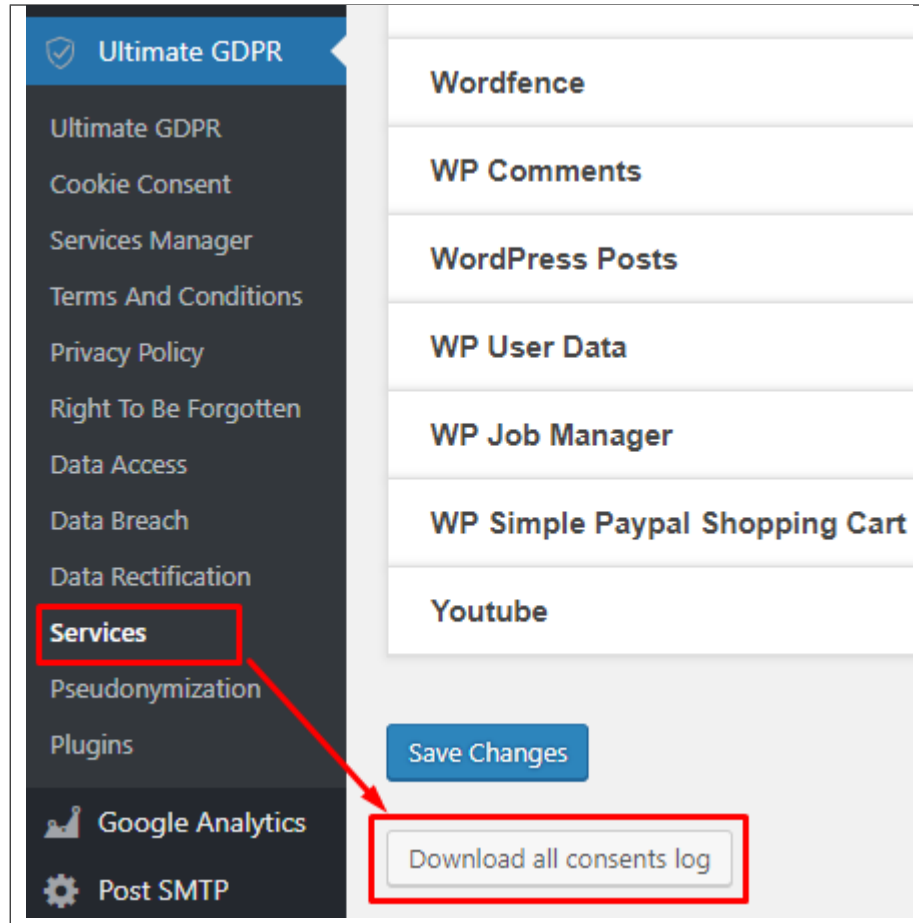 Ultimate GDPR
Ultimate GDPR
Cookie Consent
Services Manager
Terms And Conditions
Privacy Policy
Right To Be Forgotten
Data Access
Data Breach
Data Rectification
Services
Pseudonymization
Plugins
Google Analytics
Post SMTP
Wordfence
WP Comments
WordPress Posts
WP User Data
WP Job Manager
WP Simple Paypal Shopping Cart
Youtube
Save Changes
Download all consents log